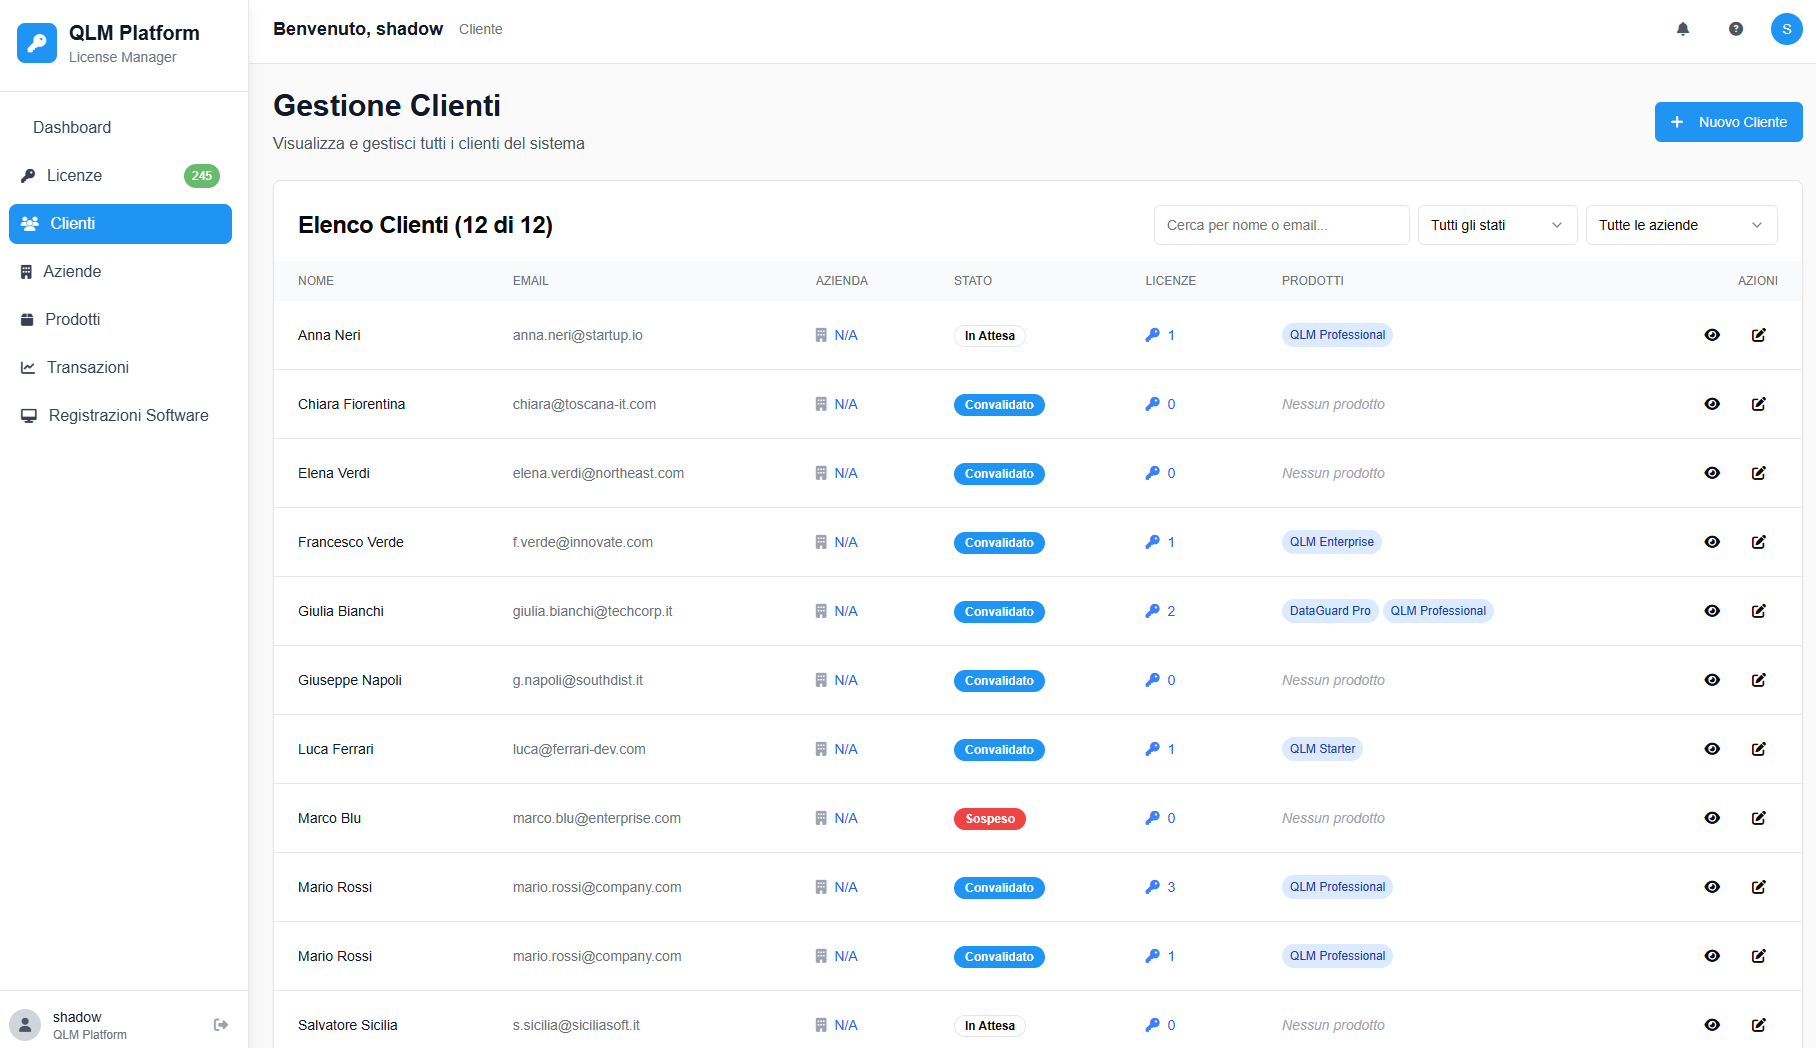 QLM Platform
License Manager
Dashboard
Licenze 245
Clienti
Aziende
Prodotti
Transazioni
Registrazioni Software
shadow
QLM Platform
Benvenuto, shadow Cliente
? S
Gestione Clienti
Visualizza e gestisci tutti i clienti del sistema
+ Nuovo Cliente
Elenco Clienti (12 di 12)
Cerca per nome o email... Tutti gli stati Tutte le aziende
NOME EMAIL AZIENDA STATO LICENZE PRODOTTI AZIONI
Anna Neri anna.neri@startup.io N/A In Attesa 1 QLM Professional
Chiara Fiorentina chiara@toscana-it.com N/A Convalidato 0 Nessun prodotto
Elena Verdi elena.verdi@northeast.com N/A Convalidato 0 Nessun prodotto
Francesco Verde f.verde@innovate.com N/A Convalidato 1 QLM Enterprise
Giulia Bianchi giulia.bianchi@techcorp.it N/A Convalidato 2 DataGuard Pro QLM Professional
Giuseppe Napoli g.napoli@southdist.it N/A Convalidato 0 Nessun prodotto
Luca Ferrari luca@ferrari-dev.com N/A Convalidato 1 QLM Starter
Marco Blu marco.blu@enterprise.com N/A Sospeso 0 Nessun prodotto
Mario Rossi mario.rossi@company.com N/A Convalidato 3 QLM Professional
Mario Rossi mario.rossi@company.com N/A Convalidato 1 QLM Professional
Salvatore Sicilia s.sicilia@siciliasoft.it N/A In Attesa 0 Nessun prodotto